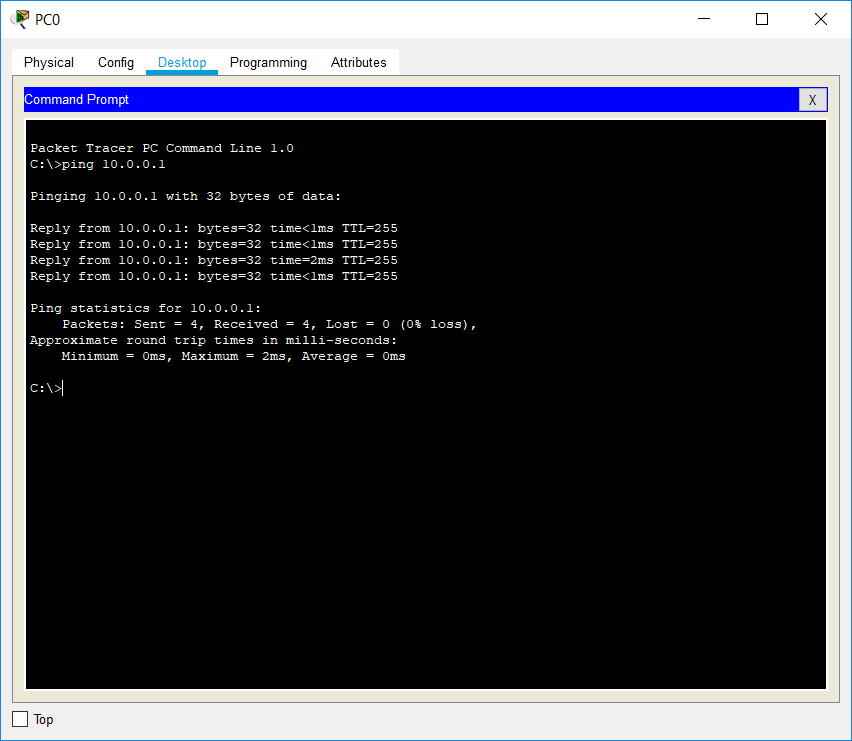 PC0
Physical Config Desktop Programming Attributes
Command Prompt X
Packet Tracer PC Command Line 1.0
C:\>ping 10.0.0.1
Pinging 10.0.0.1 with 32 bytes of data:
Reply from 10.0.0.1: bytes=32 time<1ms TTL=255
Reply from 10.0.0.1: bytes=32 time<1ms TTL=255
Reply from 10.0.0.1: bytes=32 time=2ms TTL=255
Reply from 10.0.0.1: bytes=32 time<1ms TTL=255
Ping statistics for 10.0.0.1:
    Packets: Sent = 4, Received = 4, Lost = 0 (0% loss),
Approximate round trip times in milli-seconds:
    Minimum = 0ms, Maximum = 2ms, Average = 0ms
C:\>
Top